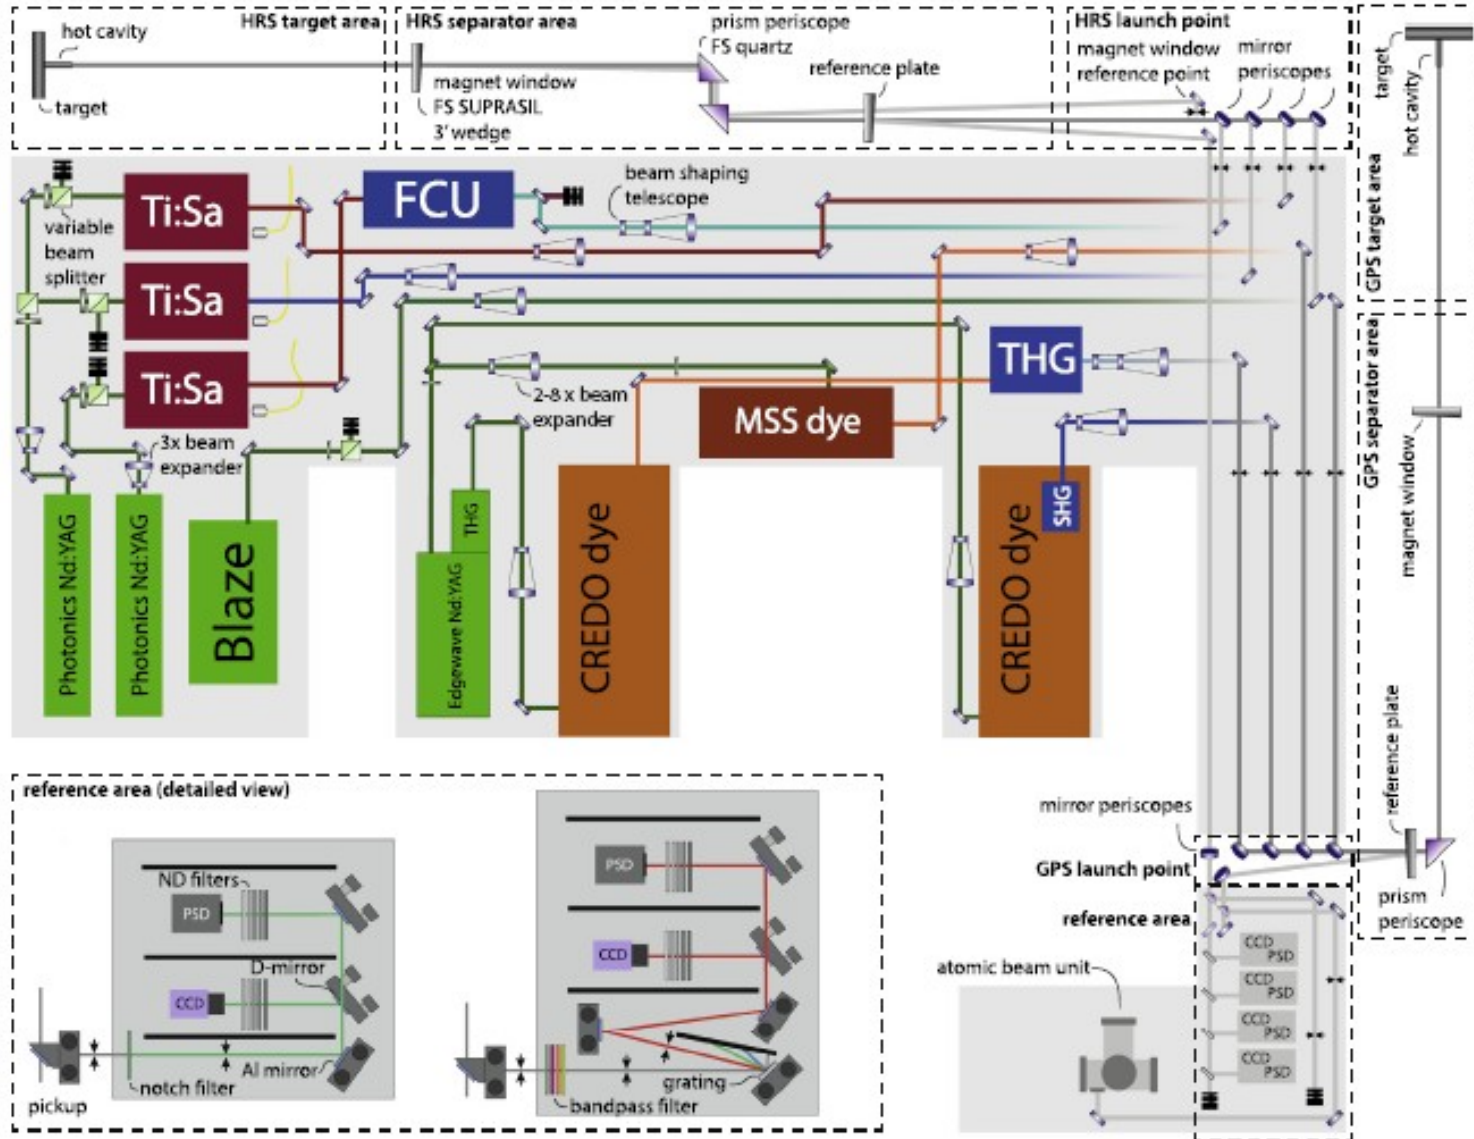 HRS target area
hot cavity
target
HRS separator area
magnet window
FS SUPRASIL
3' wedge
prism periscope
FS quartz
reference plate
HRS launch point
magnet window
reference point
mirror
periscopes
target
hot cavity
GPS target area
GPS separator area
magnet window
reference plate
prism
periscope
Ti:Sa
FCU
beam shaping
telescope
variable
beam
splitter
Ti:Sa
Ti:Sa
THG
2-8 x beam
expander
MSS dye
3x beam
expander
Photonics Nd:YAG
Photonics Nd:YAG
Blaze
THG
Edgewave Nd:YAG
CREDO dye
CREDO dye
SHG
mirror periscopes
GPS launch point
reference area
atomic beam unit
CCD
PSD
CCD
PSD
CCD
PSD
CCD
PSD
reference area (detailed view)
ND filters
PSD
D-mirror
CCD
Al mirror
notch filter
pickup
PSD
CCD
grating
bandpass filter